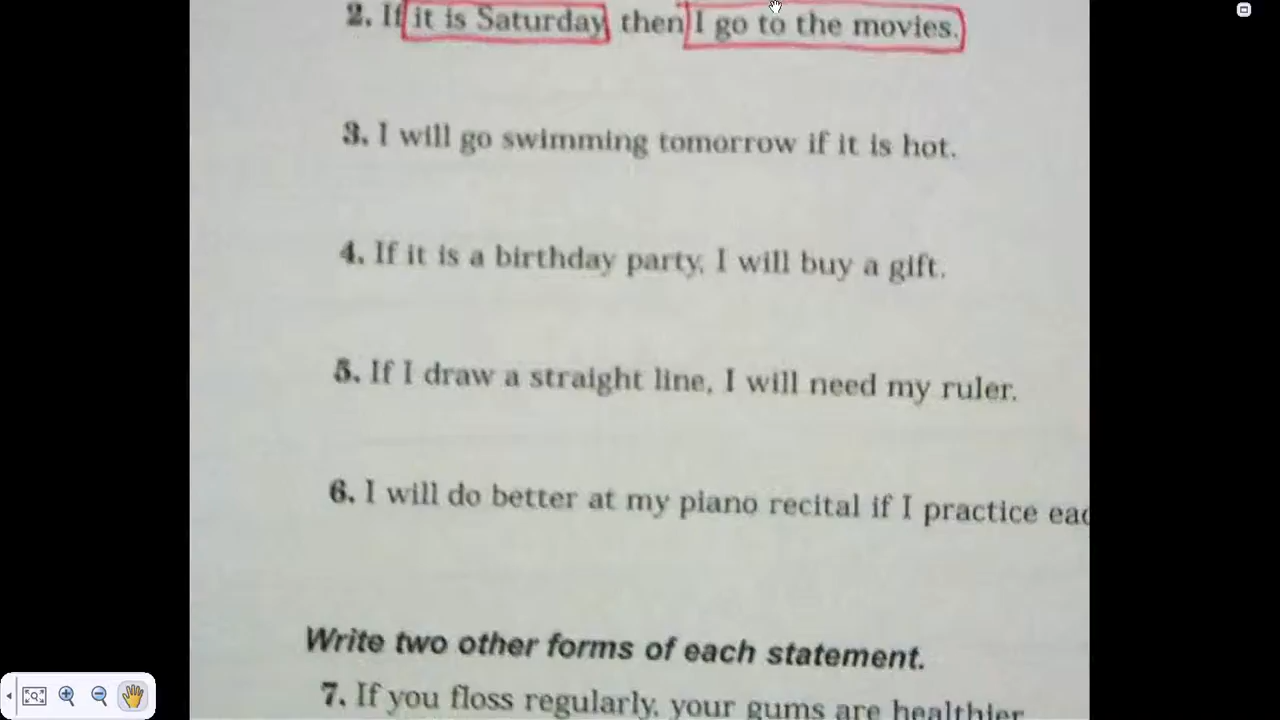 2. If it is Saturday then I go to the movies.
3. I will go swimming tomorrow if it is hot.
4. If it is a birthday party, I will buy a gift.
5. If I draw a straight line, I will need my ruler.
6. I will do better at my piano recital if I practice
Write two other forms of each statement.
7. If you floss regularly, your gums are healthier